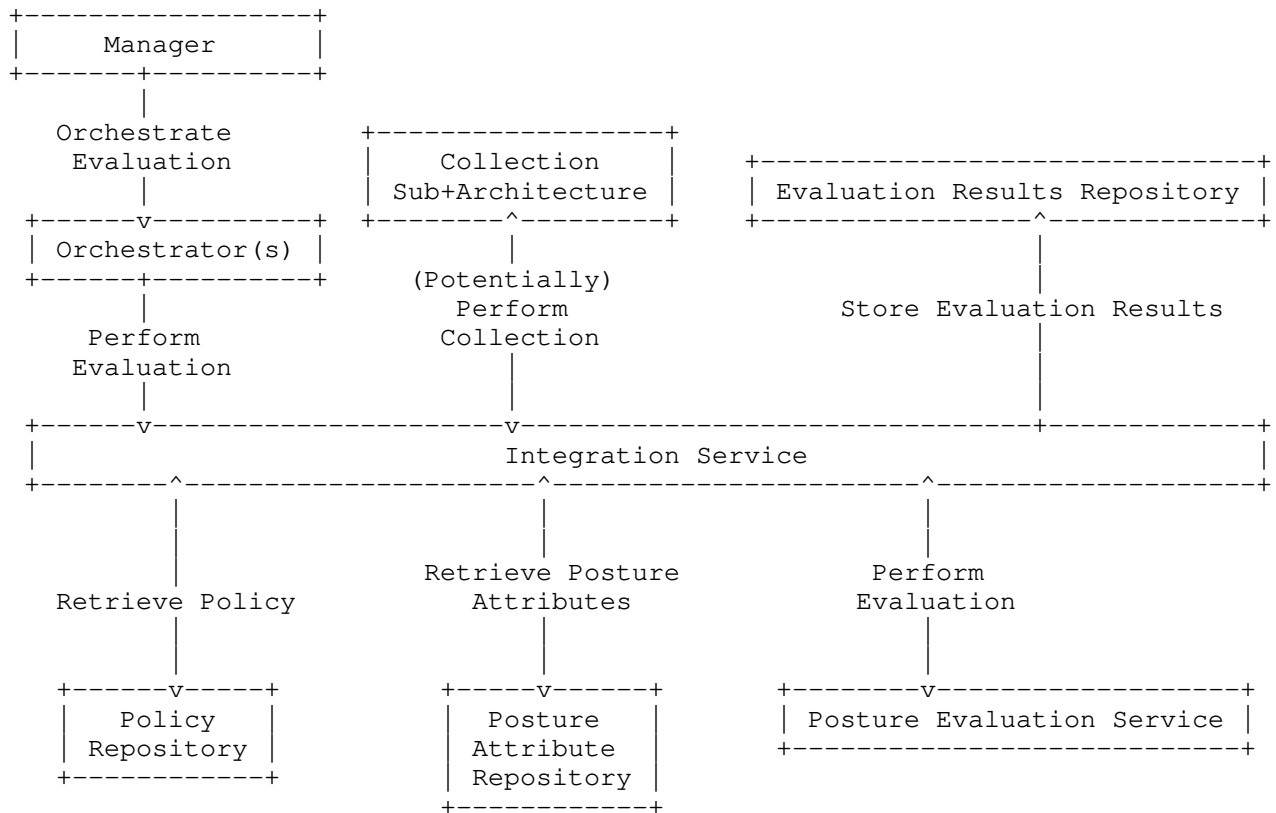 Manager
Orchestrate
Evaluation
Collection
Sub+Architecture
Evaluation Results Repository
Orchestrator(s)
(Potentially)
Perform
Collection
Store Evaluation Results
Perform
Evaluation
Integration Service
Retrieve Policy
Retrieve Posture
Attributes
Perform
Evaluation
Policy
Repository
Posture
Attribute
Repository
Posture Evaluation Service